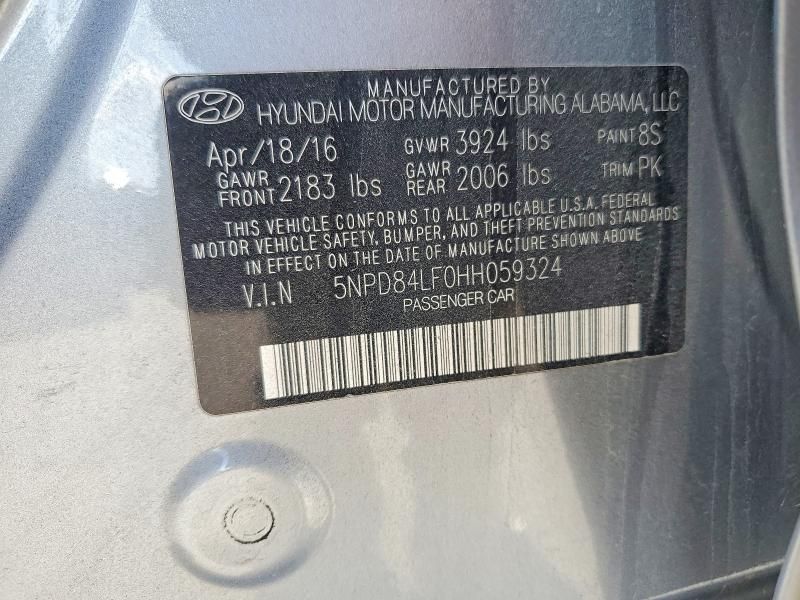 MANUFACTURED BY
HYUNDAI MOTOR MANUFACTURING ALABAMA, LLC
Apr/18/16 GVWR 3924 lbs PAINT 8S
GAWR FRONT 2183 lbs GAWR REAR 2006 lbs TRIM PK
THIS VEHICLE CONFORMS TO ALL APPLICABLE U.S.A. FEDERAL
MOTOR VEHICLE SAFETY, BUMPER, AND THEFT PREVENTION STANDARDS
IN EFFECT ON THE DATE OF MANUFACTURE SHOWN ABOVE
V.I.N 5NPD84LF0HH059324
PASSENGER CAR